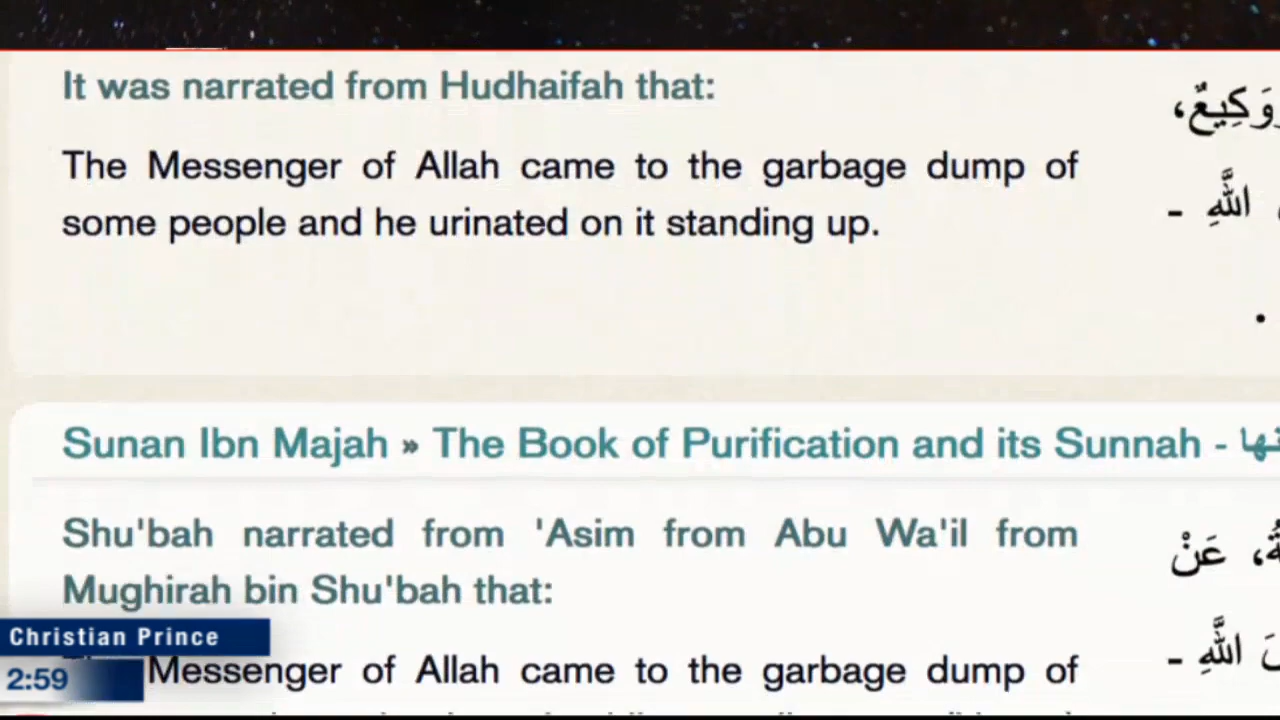 It was narrated from Hudhaifah that:
وَكِيعٌ،
The Messenger of Allah came to the garbage dump of
اللَّهِ -
some people and he urinated on it standing up.
.
Sunan Ibn Majah » The Book of Purification and its Sunnah -
Shu'bah narrated from 'Asim from Abu Wa'il from
عَنْ
Mughirah bin Shu'bah that:
Christian Prince
اللَّهِ -
Messenger of Allah came to the garbage dump of
2:59